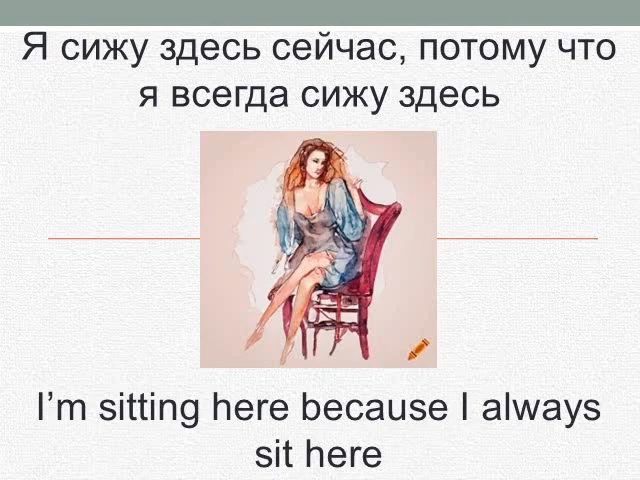 Я сижу здесь сейчас, потому что
я всегда сижу здесь
I’m sitting here because I always
sit here